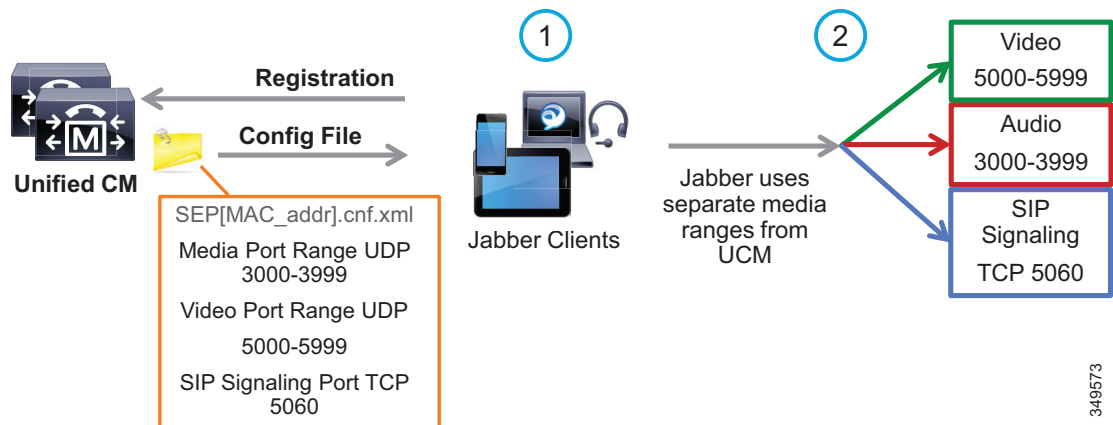 1
2
Registration
Config File
M
Unified CM
SEP[MAC_addr].cnf.xml
Media Port Range UDP
3000-3999
Video Port Range UDP
5000-5999
SIP Signaling Port TCP
5060
Jabber Clients
Jabber uses
separate media
ranges from
UCM
Video
5000-5999
Audio
3000-3999
SIP
Signaling
TCP 5060
349573